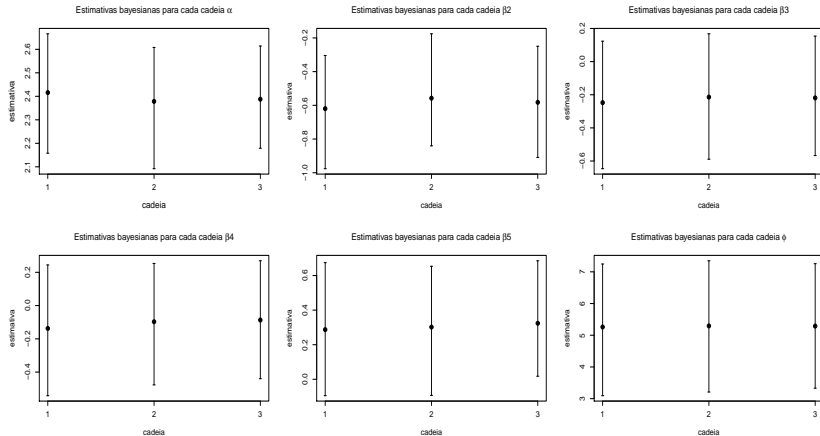 Estimativas bayesianas para cada cadeia α
estimativa
2.6
2.5
2.4
2.3
2.2
2.1
1 2 3
cadeia
Estimativas bayesianas para cada cadeia β2
estimativa
−0.2
−0.4
−0.6
−0.8
−1.0
1 2 3
cadeia
Estimativas bayesianas para cada cadeia β3
estimativa
0.2
0.0
−0.2
−0.4
−0.6
1 2 3
cadeia
Estimativas bayesianas para cada cadeia β4
estimativa
0.2
0.0
−0.2
−0.4
1 2 3
cadeia
Estimativas bayesianas para cada cadeia β5
estimativa
0.6
0.4
0.2
0.0
1 2 3
cadeia
Estimativas bayesianas para cada cadeia ϕ
estimativa
7
6
5
4
3
1 2 3
cadeia